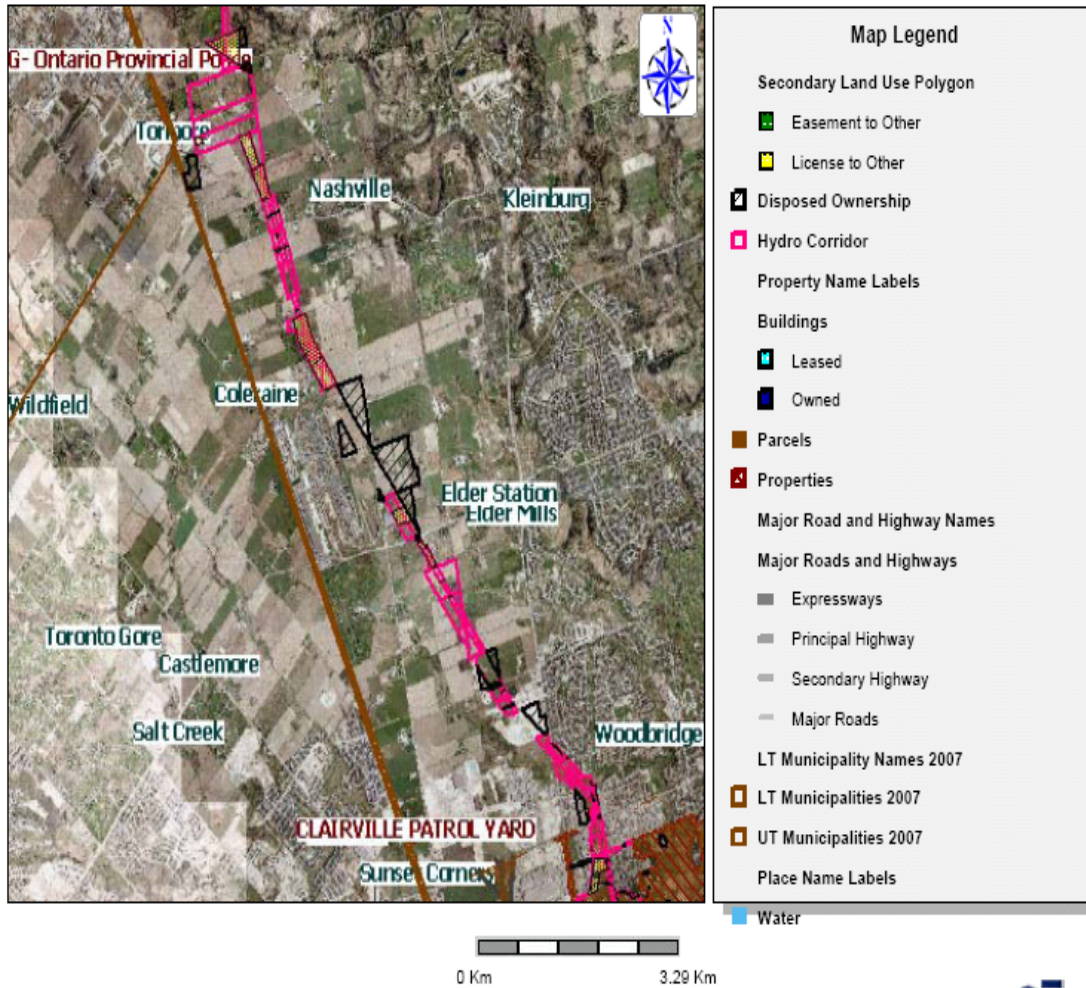 N
G- Ontario Provincial Police
Tormore
Nashville
Kleinburg
Coleraine
Wildfield
Elder Station
Elder Mills
Toronto Gore
Castlemore
Salt Creek
Woodbridge
CLAIRVILLE PATROL YARD
Sunset Corners
0 Km 3.29 Km
Map Legend
Secondary Land Use Polygon
Easement to Other
License to Other
Disposed Ownership
Hydro Corridor
Property Name Labels
Buildings
Leased
Owned
Parcels
Properties
Major Road and Highway Names
Major Roads and Highways
Expressways
Principal Highway
Secondary Highway
Major Roads
LT Municipality Names 2007
LT Municipalities 2007
UT Municipalities 2007
Place Name Labels
Water